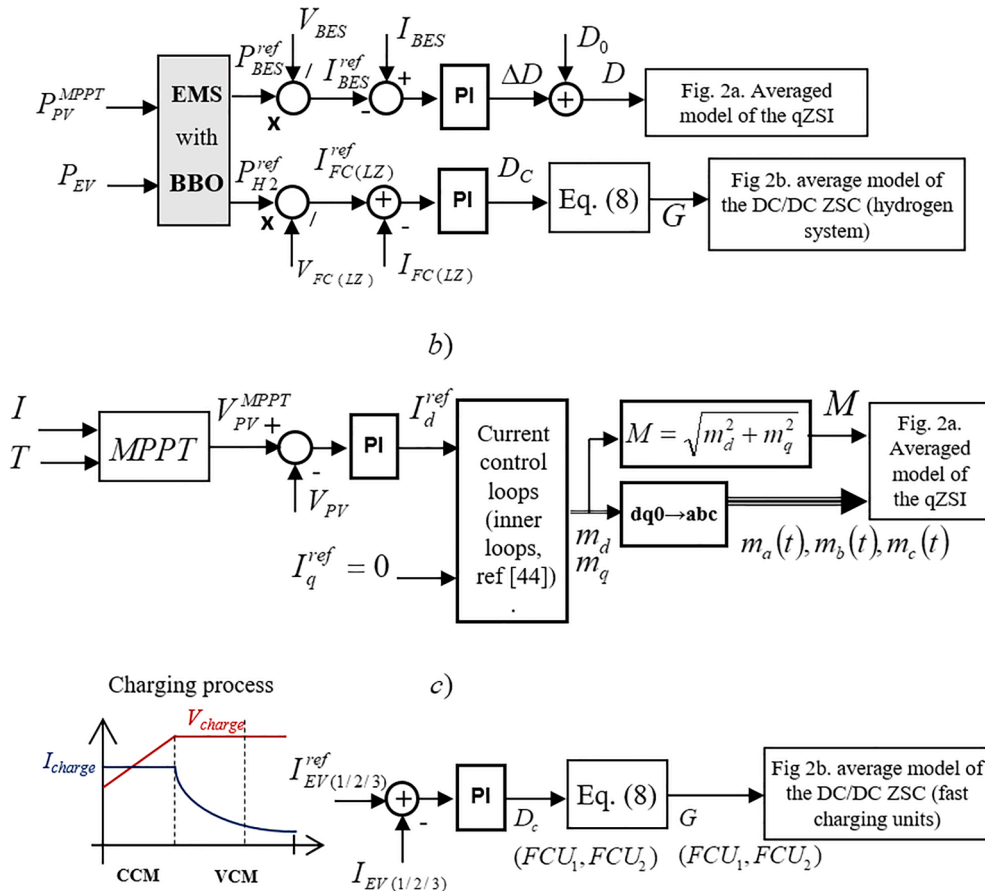 V_BES I_BES D_0
P_BES^ref / I_BES^ref + ΔD D
P_PV^MPPT EMS with BBO x - PI + Fig. 2a. Averaged model of the qZSI
P_EV P_H2^ref I_FC(LZ)^ref D_C
x / + - PI Eq. (8) G Fig 2b. average model of the DC/DC ZSC (hydrogen system)
V_FC(LZ) I_FC(LZ)
b)
I V_PV^MPPT I_d^ref M
T MPPT + - PI Current control loops (inner loops, ref [44]) . M = √(m_d^2 + m_q^2) Fig. 2a. Averaged model of the qZSI
V_PV dq0→abc
I_q^ref = 0 m_d m_q m_a(t), m_b(t), m_c(t)
c)
Charging process
V_charge
I_charge
CCM VCM
I_EV(1/2/3)^ref + - PI D_c Eq. (8) G Fig 2b. average model of the DC/DC ZSC (fast charging units)
I_EV(1/2/3) (FCU_1, FCU_2) (FCU_1, FCU_2)